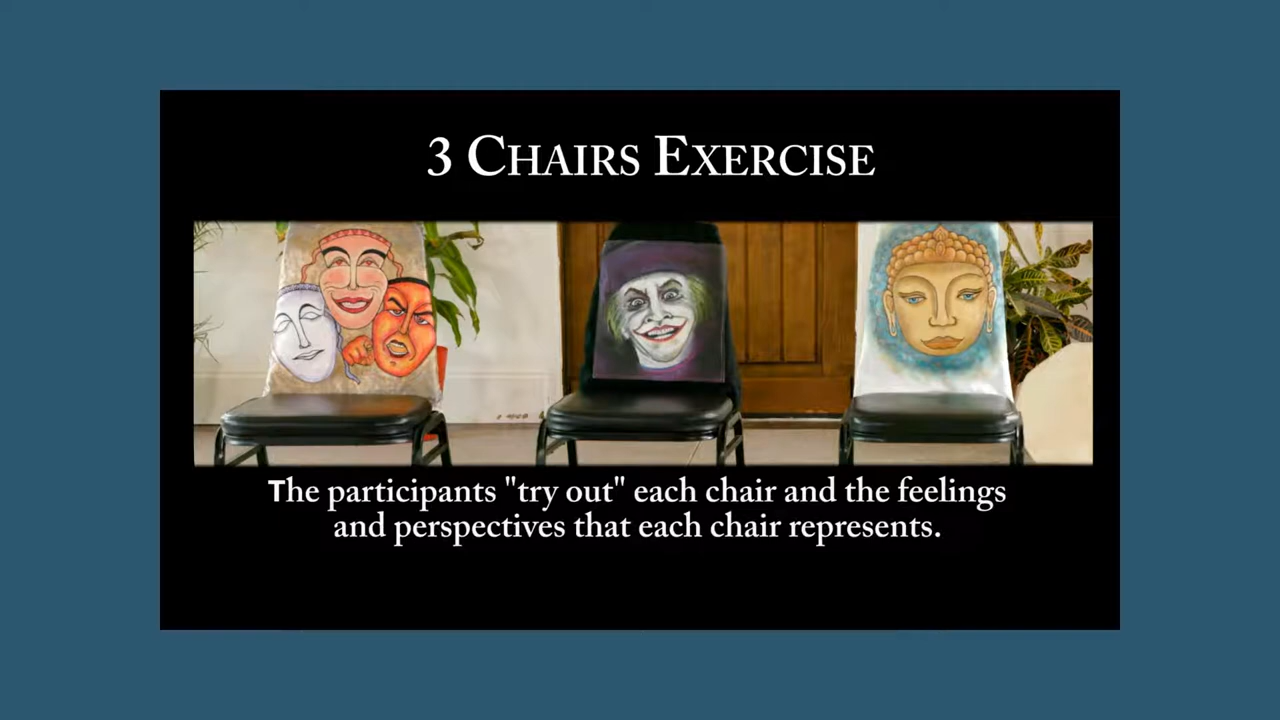 3 CHAIRS EXERCISE
The participants "try out" each chair and the feelings
and perspectives that each chair represents.